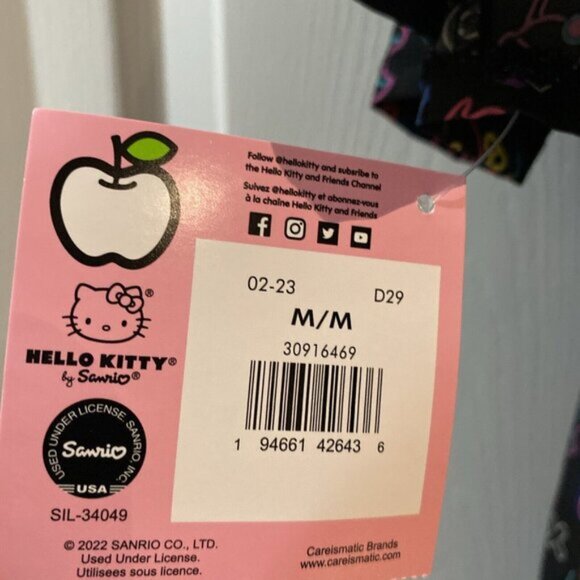 Follow @hellokitty and subsribe to
the Hello Kitty and Friends Channel
Suivez @hellokitty et abonnez-vous
à la chaîne Hello Kitty and Friends
02-23 D29
M/M
30916469
1 94661 42643 6
HELLO KITTY®
by Sanrio®
USED UNDER LICENSE SANRIO, INC.
Sanrio
USA
SIL-34049
© 2022 SANRIO CO., LTD.
Used Under License.
Utilisees sous licence.
Careismatic Brands
www.careismatic.com